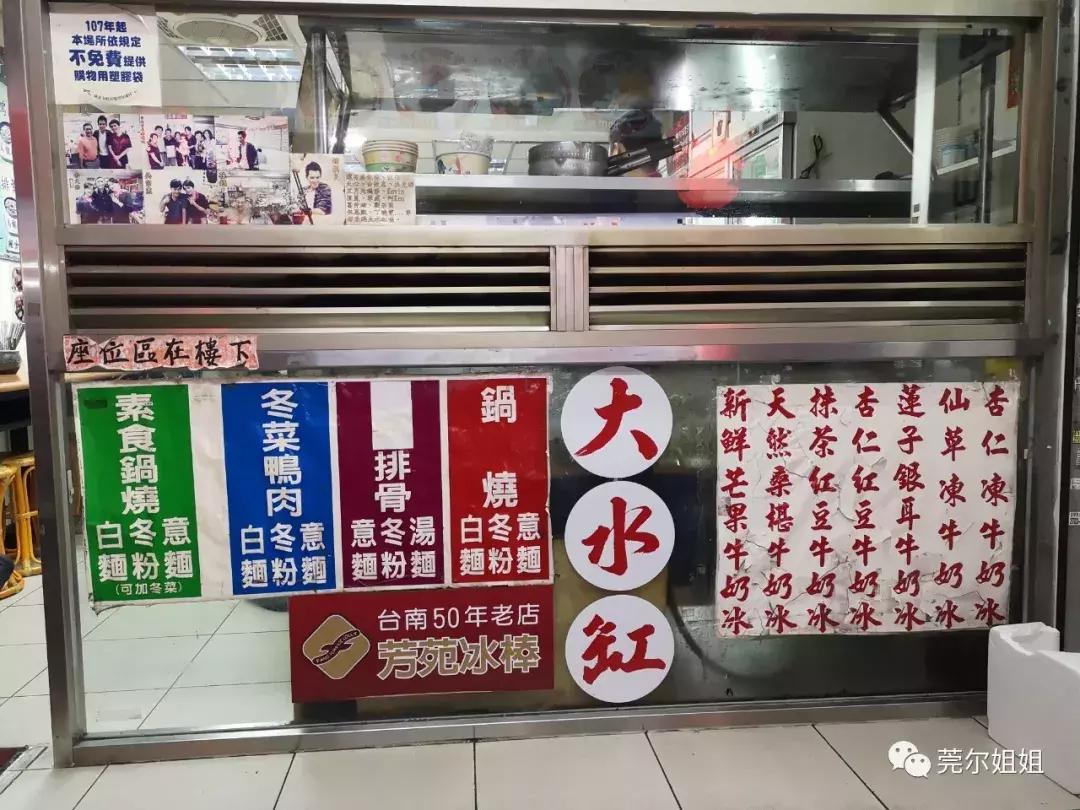 107年起
本場所依規定
不免費提供
購物用塑膠袋
座位區在樓下
素食鍋燒
意麵
冬粉
白麵
(可加冬菜)
冬菜鴨肉
意麵
冬粉
白麵
排骨
湯麵
冬粉
意麵
鍋燒
意麵
冬粉
白麵
台南50年老店
芳苑冰棒
大水缸
杏仁凍牛奶冰
仙草凍牛奶冰
蓮子銀耳牛奶冰
杏仁紅豆牛奶冰
抹茶紅豆牛奶冰
天然桑椹牛奶冰
新鮮芒果牛奶冰
莞尔姐姐